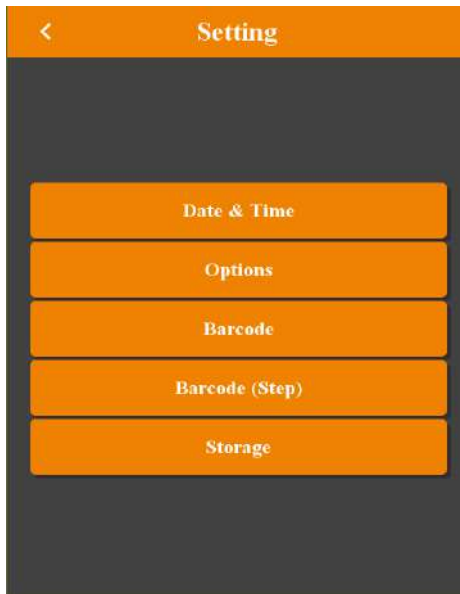 Setting
Date & Time
Options
Barcode
Barcode (Step)
Storage